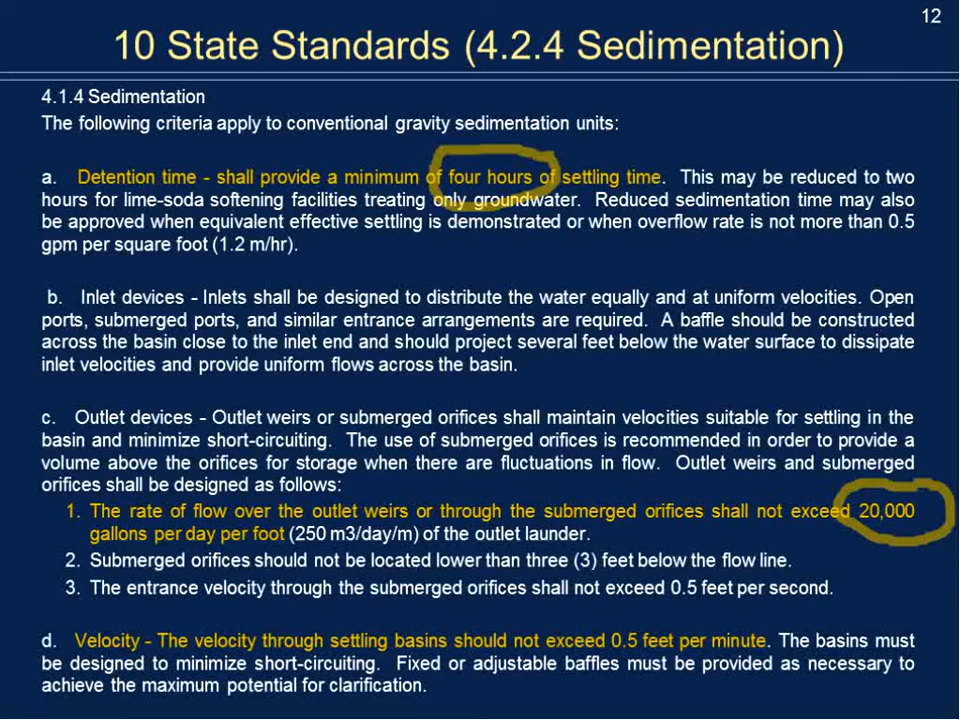 12
10 State Standards (4.2.4 Sedimentation)
4.1.4 Sedimentation
The following criteria apply to conventional gravity sedimentation units:
a. Detention time - shall provide a minimum of four hours of settling time. This may be reduced to two
hours for lime-soda softening facilities treating only groundwater. Reduced sedimentation time may also
be approved when equivalent effective settling is demonstrated or when overflow rate is not more than 0.5
gpm per square foot (1.2 m/hr).
b. Inlet devices - Inlets shall be designed to distribute the water equally and at uniform velocities. Open
ports, submerged ports, and similar entrance arrangements are required. A baffle should be constructed
across the basin close to the inlet end and should project several feet below the water surface to dissipate
inlet velocities and provide uniform flows across the basin.
c. Outlet devices - Outlet weirs or submerged orifices shall maintain velocities suitable for settling in the
basin and minimize short-circuiting. The use of submerged orifices is recommended in order to provide a
volume above the orifices for storage when there are fluctuations in flow. Outlet weirs and submerged
orifices shall be designed as follows:
1. The rate of flow over the outlet weirs or through the submerged orifices shall not exceed 20,000
gallons per day per foot (250 m3/day/m) of the outlet launder.
2. Submerged orifices should not be located lower than three (3) feet below the flow line.
3. The entrance velocity through the submerged orifices shall not exceed 0.5 feet per second.
d. Velocity - The velocity through settling basins should not exceed 0.5 feet per minute. The basins must
be designed to minimize short-circuiting. Fixed or adjustable baffles must be provided as necessary to
achieve the maximum potential for clarification.